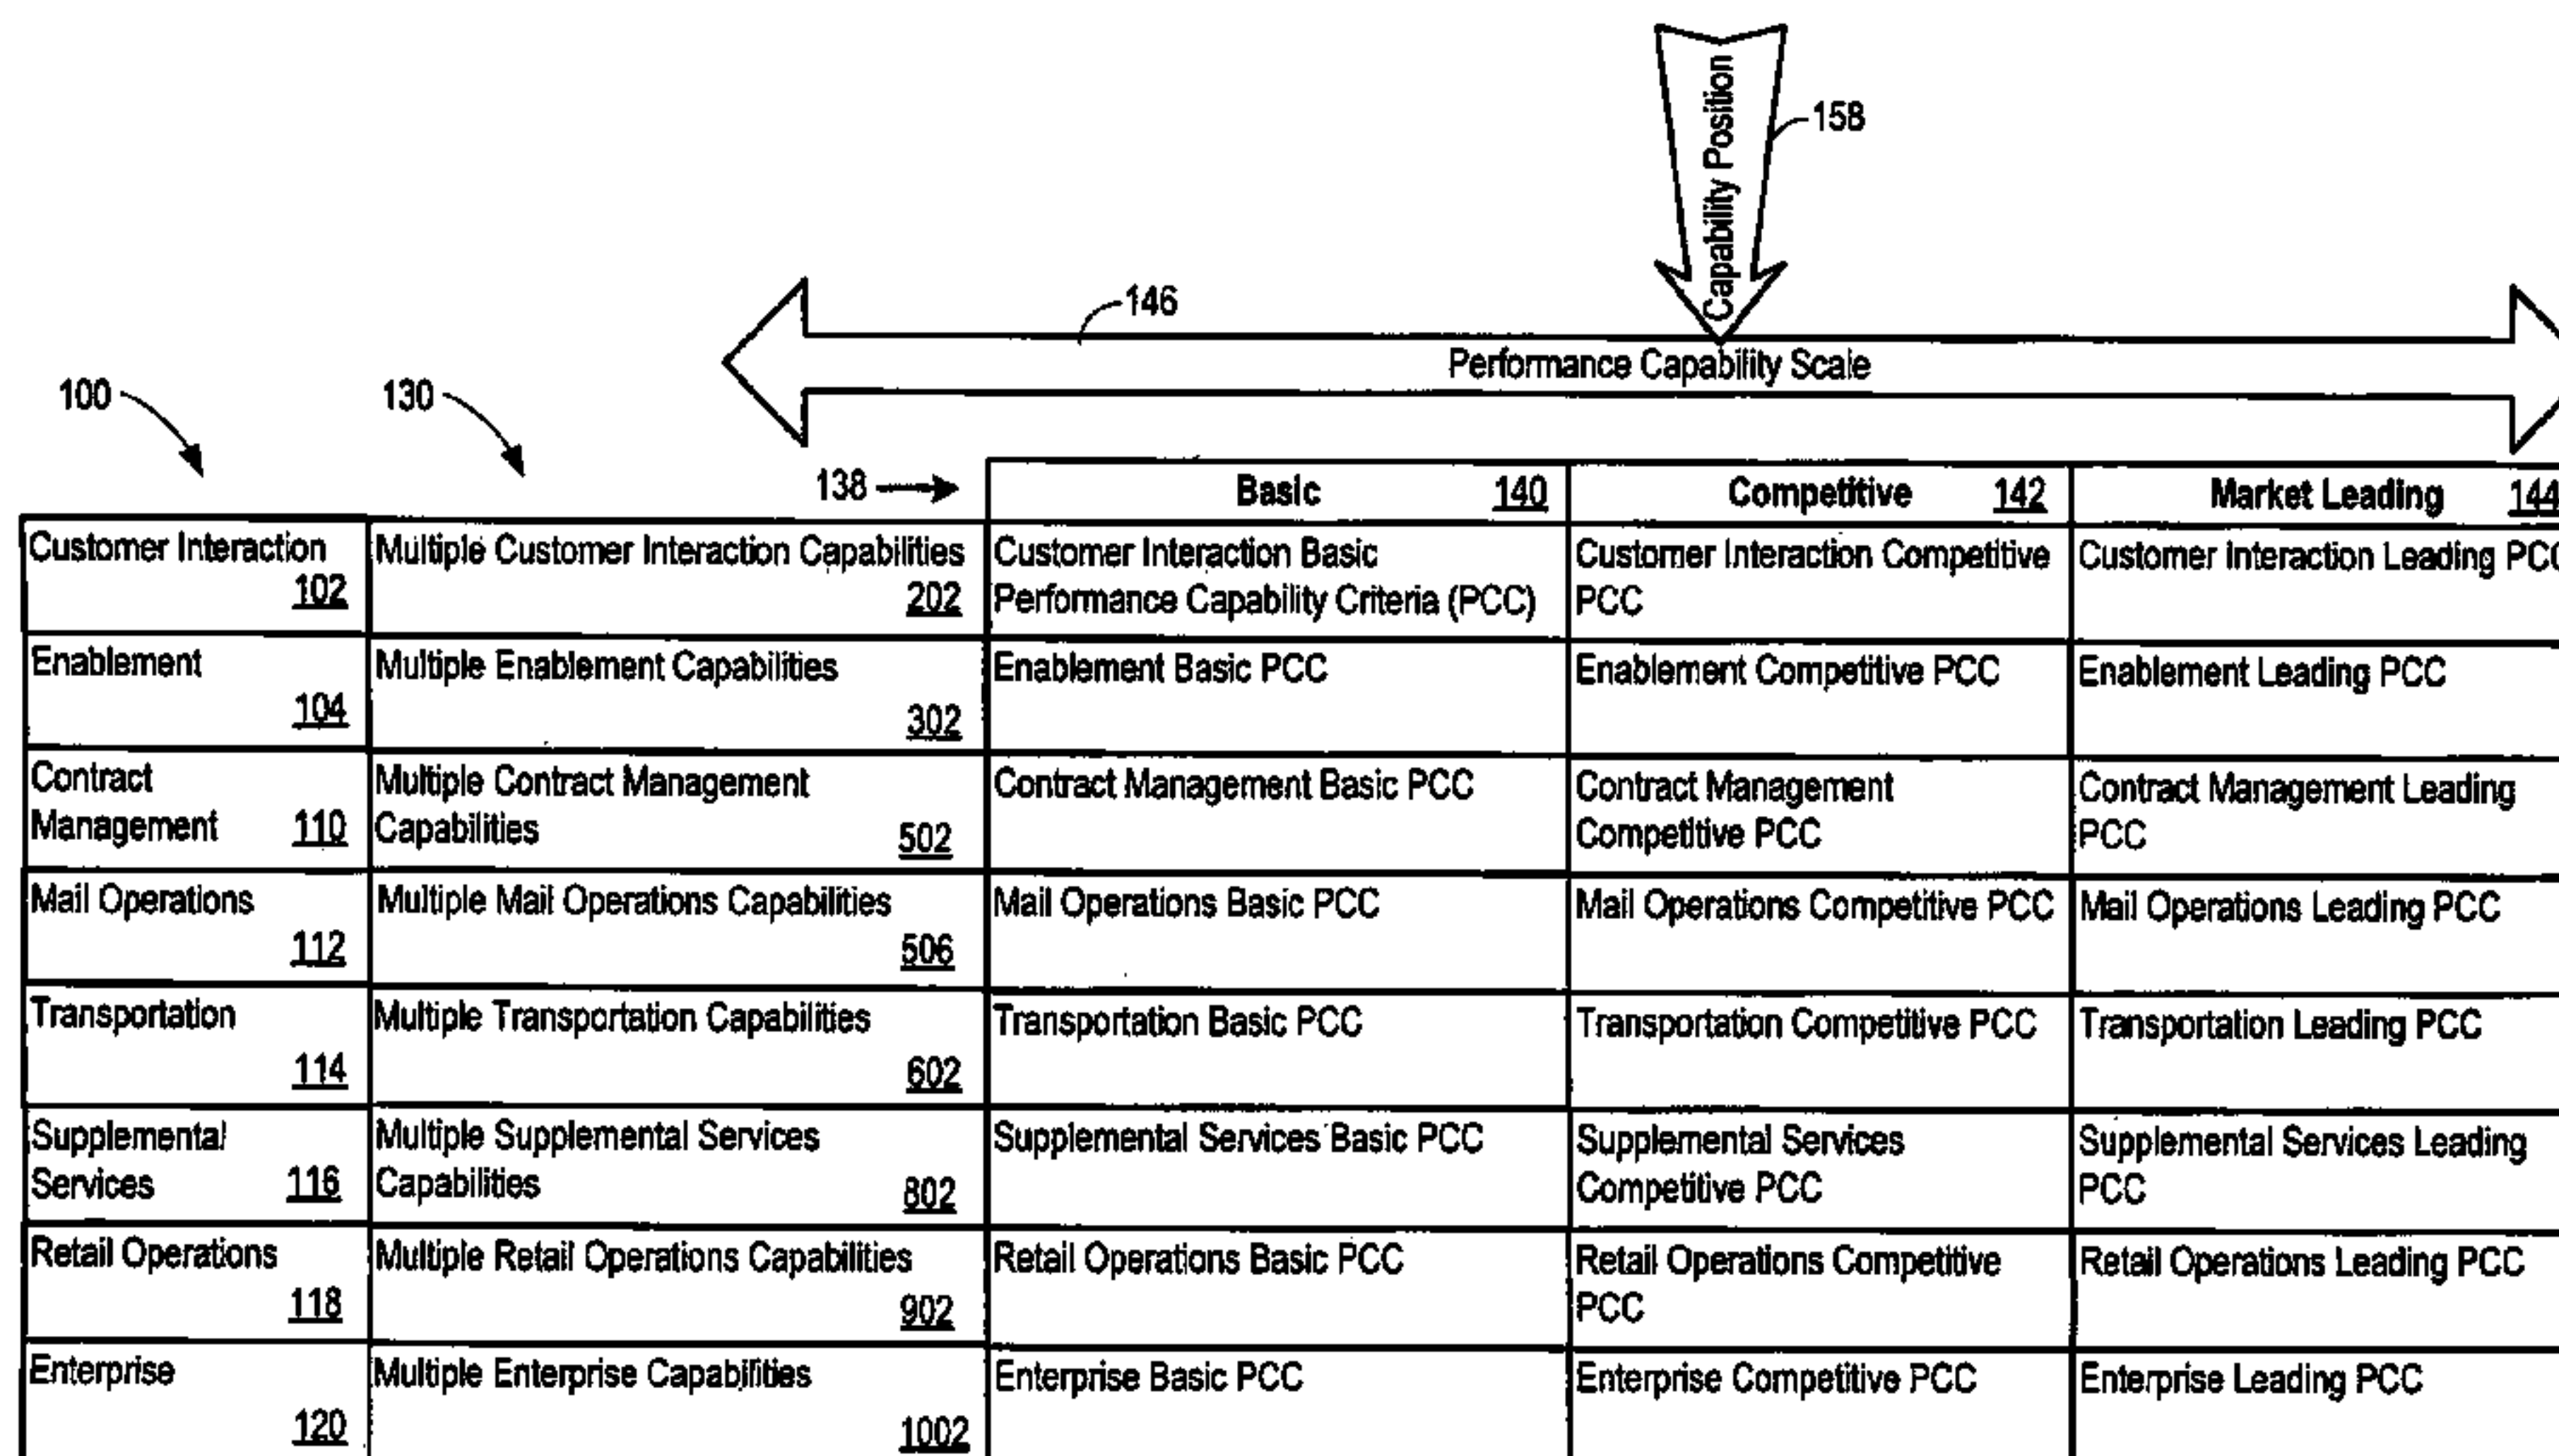 Capability Position
158
146
Performance Capability Scale
100
130
138
Basic 140
Competitive 142
Market Leading 144
Customer Interaction
102
Multiple Customer Interaction Capabilities
202
Customer Interaction Basic
Performance Capability Criteria (PCC)
Customer Interaction Competitive
PCC
Customer Interaction Leading PCC
Enablement
104
Multiple Enablement Capabilities
302
Enablement Basic PCC
Enablement Competitive PCC
Enablement Leading PCC
Contract
Management 110
Multiple Contract Management
Capabilities 502
Contract Management Basic PCC
Contract Management
Competitive PCC
Contract Management Leading
PCC
Mail Operations
112
Multiple Mail Operations Capabilities
506
Mail Operations Basic PCC
Mail Operations Competitive PCC
Mail Operations Leading PCC
Transportation
114
Multiple Transportation Capabilities
602
Transportation Basic PCC
Transportation Competitive PCC
Transportation Leading PCC
Supplemental
Services 116
Multiple Supplemental Services
Capabilities 802
Supplemental Services Basic PCC
Supplemental Services
Competitive PCC
Supplemental Services Leading
PCC
Retail Operations
118
Multiple Retail Operations Capabilities
902
Retail Operations Basic PCC
Retail Operations Competitive
PCC
Retail Operations Leading PCC
Enterprise
120
Multiple Enterprise Capabilities
1002
Enterprise Basic PCC
Enterprise Competitive PCC
Enterprise Leading PCC